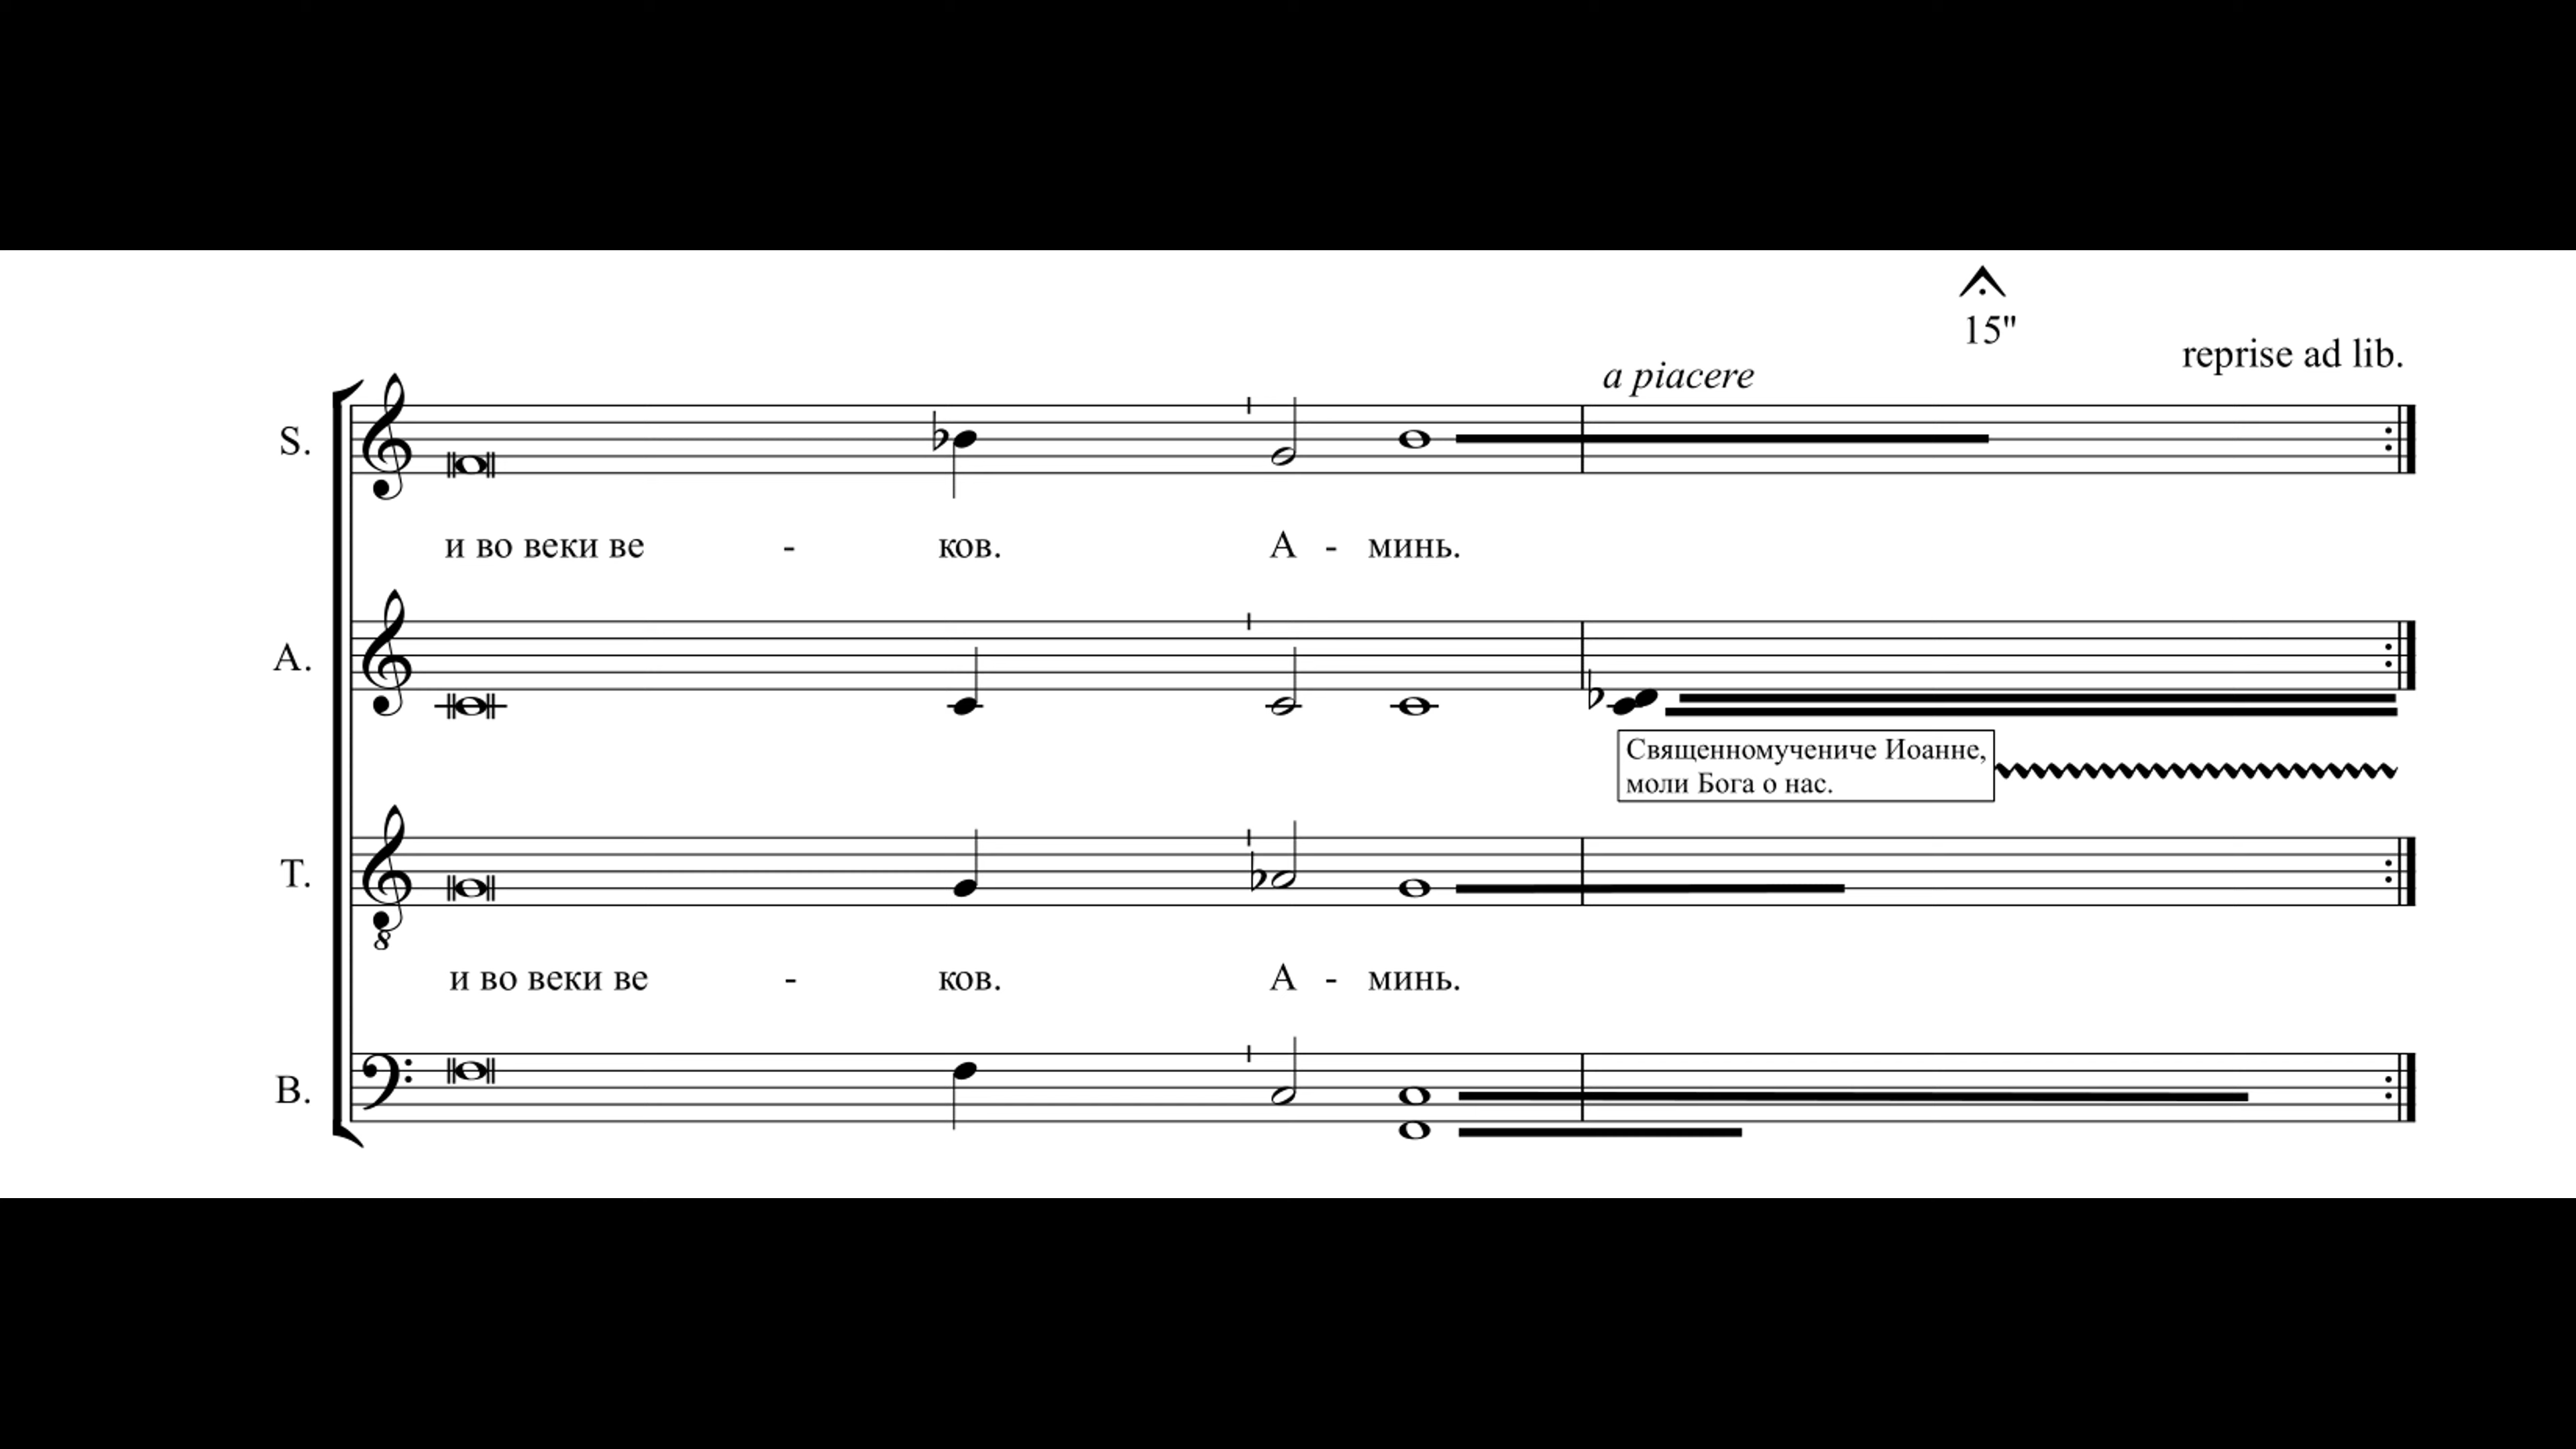 15"
reprise ad lib.
a piacere
S.
и во веки ве - ков. А - минь.
A.
Священномучениче Иоанне,
моли Бога о нас.
T.
8
и во веки ве - ков. А - минь.
B.